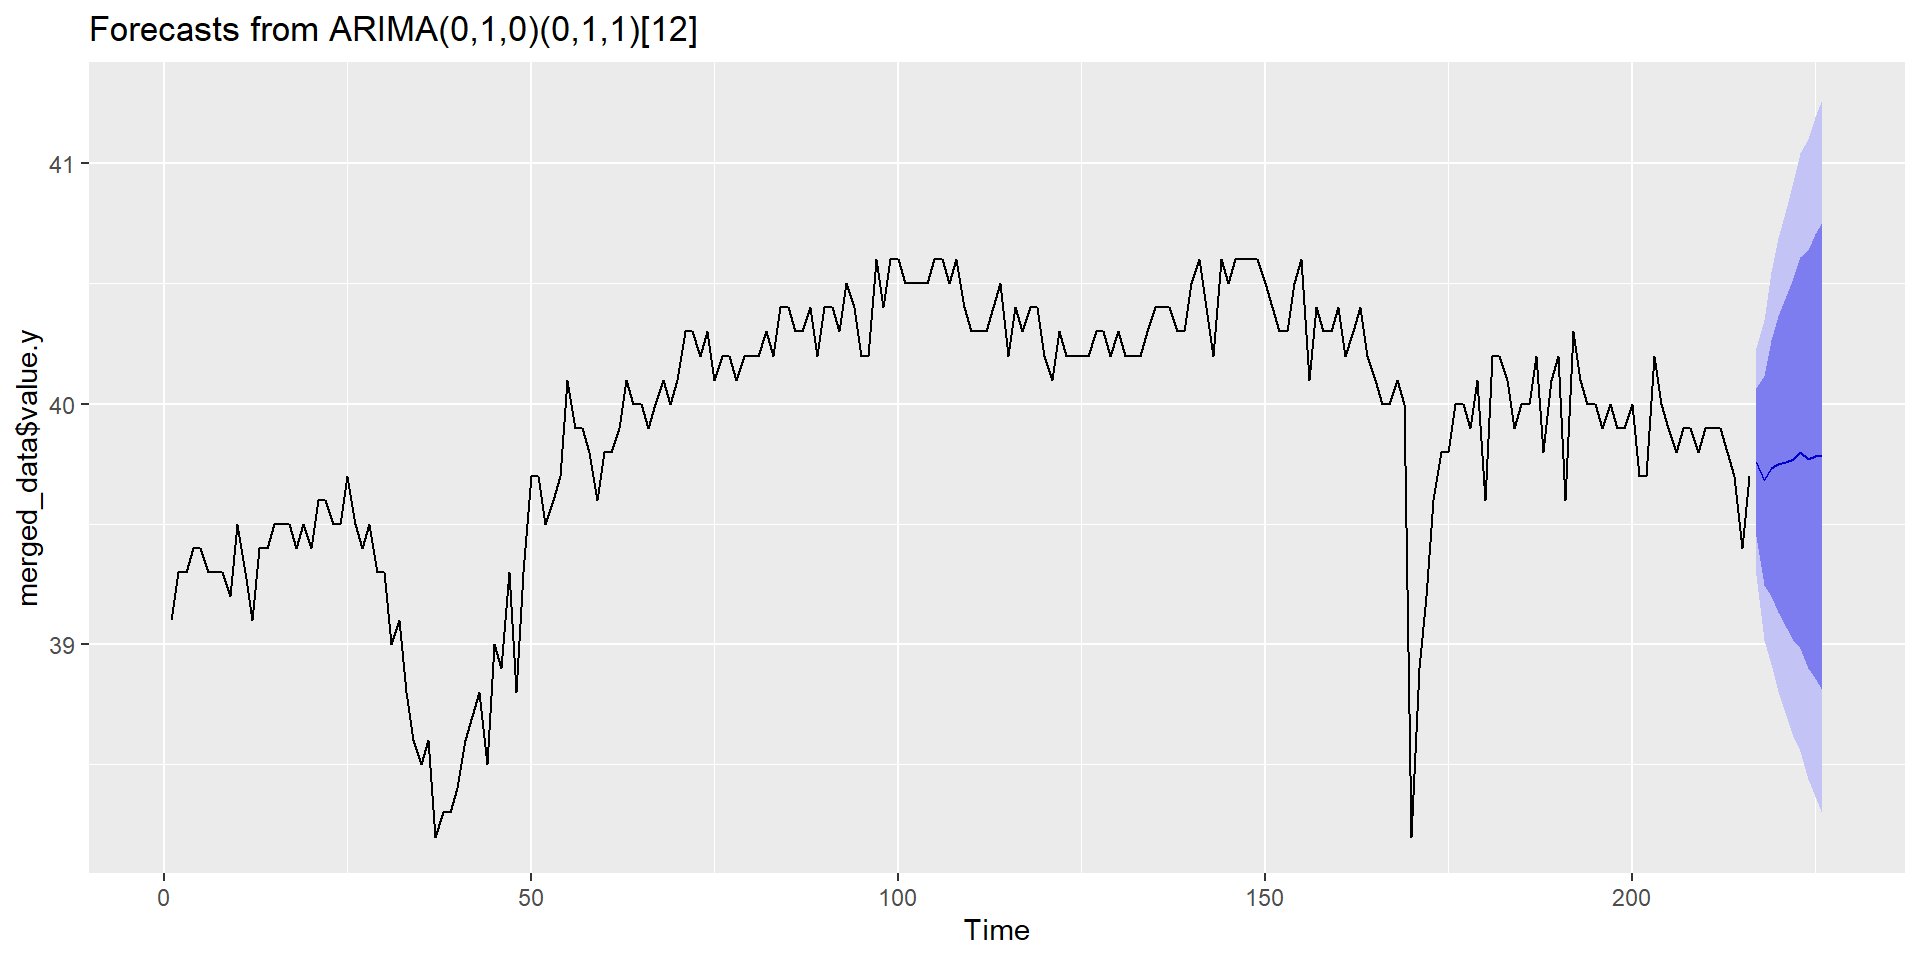 Forecasts from ARIMA(0,1,0)(0,1,1)[12]
merged_data$value.y
41
40
39
0
50
100
150
200
Time